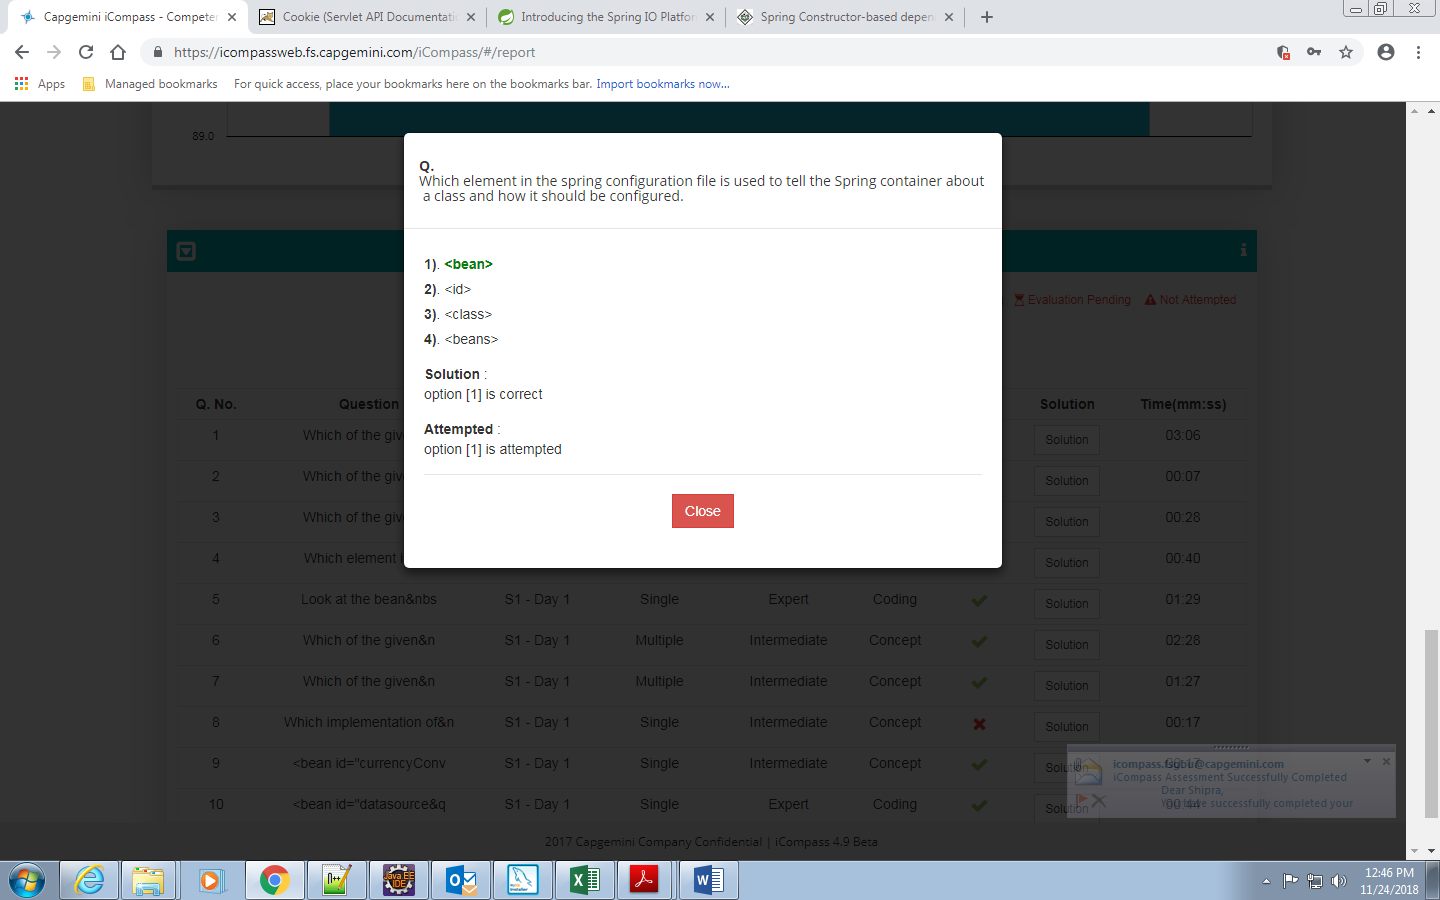 Capgemini iCompass - Competen
Cookie (Servlet API Documentati
Introducing the Spring IO Platfor
Spring Constructor-based depen
https://icompassweb.fs.capgemini.com/iCompass/#/report
Apps
Managed bookmarks
For quick access, place your bookmarks here on the bookmarks bar. Import bookmarks now...
89.0
Q.
Which element in the spring configuration file is used to tell the Spring container about
a class and how it should be configured.
1). <bean>
2). <id>
3). <class>
4). <beans>
Solution :
option [1] is correct
Attempted :
option [1] is attempted
Close
Evaluation Pending
Not Attempted
Q. No. Question Solution Time(mm:ss)
1 Which of the giv Solution 03:06
2 Which of the giv Solution 00:07
3 Which of the giv Solution 00:28
4 Which element i Solution 00:40
5 Look at the bean&nbs S1 - Day 1 Single Expert Coding Solution 01:29
6 Which of the given&n S1 - Day 1 Multiple Intermediate Concept Solution 02:28
7 Which of the given&n S1 - Day 1 Multiple Intermediate Concept Solution 01:27
8 Which implementation of&n S1 - Day 1 Single Intermediate Concept Solution 00:17
9 <bean id="currencyConv S1 - Day 1 Single Intermediate Concept
10 <bean id="datasource&q S1 - Day 1 Single Expert Coding Solution 00:44
iCompass Assessment Successfully Completed
Dear Shipra,
successfully completed your
2017 Capgemini Company Confidential | iCompass 4.9 Beta
Java EE
IDE
12:46 PM
11/24/2018